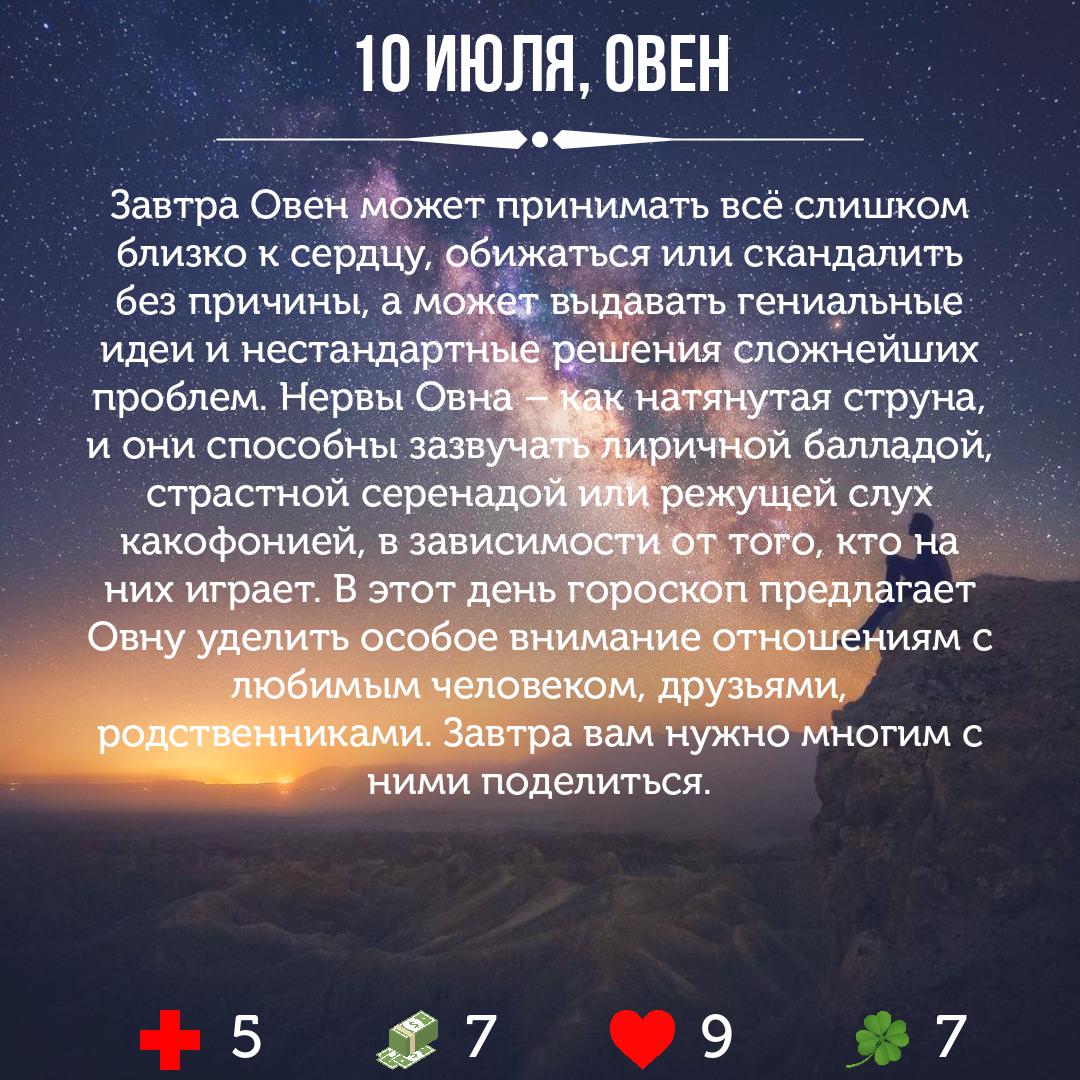 10 ИЮЛЯ, ОВЕН
Завтра Овен может принимать всё слишком
близко к сердцу, обижаться или скандалить
без причины, а может выдавать гениальные
идеи и нестандартные решения сложнейших
проблем. Нервы Овна – как натянутая струна,
и они способны зазвучать лиричной балладой,
страстной серенадой или режущей слух
какофонией, в зависимости от того, кто на
них играет. В этот день гороскоп предлагает
Овну уделить особое внимание отношениям с
любимым человеком, друзьями,
родственниками. Завтра вам нужно многим с
ними поделиться.
5 7 9 7